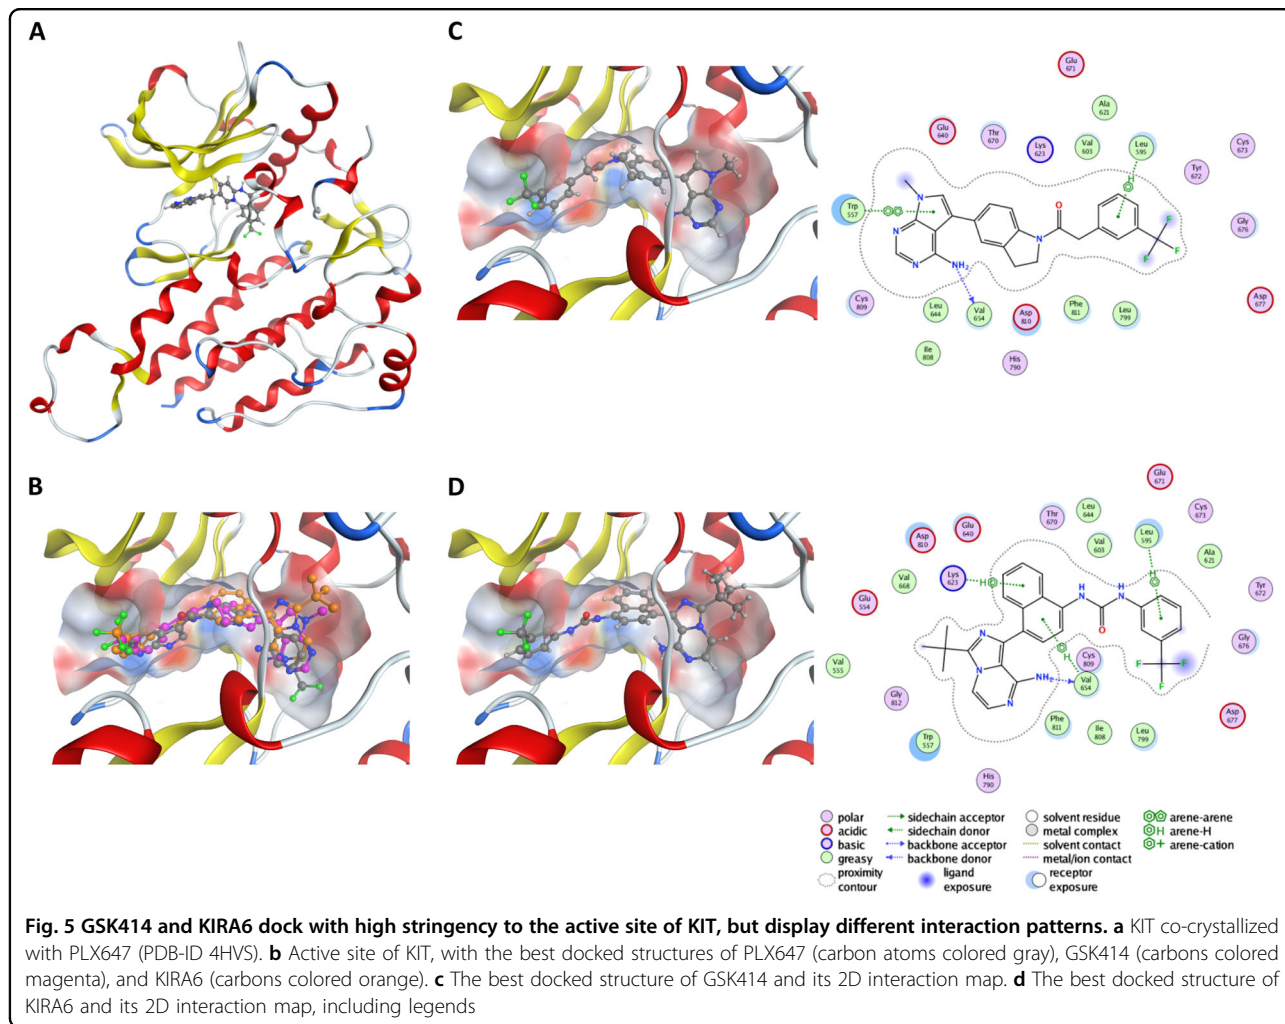 A
C
Glu
671
Ala
621
Glu
640
Thr
670
Lys
623
Val
603
Leu
595
Cys
673
Tyr
672
Trp
557
N
N
N
NH2
O
N
F
F
F
Gly
676
Asp
677
Cys
809
Leu
644
Val
654
Asp
810
Phe
811
Leu
799
Ile
808
His
790
H
B
D
Glu
671
Asp
810
Glu
640
Thr
670
Leu
644
Val
603
Leu
595
Cys
673
Ala
621
Val
668
Lys
623
H
H
Glu
554
Tyr
672
H
N
H
N
O
Gly
676
Val
555
N
N
N
NH2
H
Cys
809
Val
654
F
F
F
Gly
812
Trp
557
Phe
811
Ile
808
Leu
799
Asp
677
His
790
polar
sidechain acceptor
solvent residue
arene-arene
acidic
sidechain donor
metal complex
H arene-H
basic
backbone acceptor
solvent contact
+ arene-cation
greasy
backbone donor
metal/ion contact
proximity
contour
ligand
exposure
receptor
exposure
Fig. 5 GSK414 and KIRA6 dock with high stringency to the active site of KIT, but display different interaction patterns. a KIT co-crystallized
with PLX647 (PDB-ID 4HVS). b Active site of KIT, with the best docked structures of PLX647 (carbon atoms colored gray), GSK414 (carbons colored
magenta), and KIRA6 (carbons colored orange). c The best docked structure of GSK414 and its 2D interaction map. d The best docked structure of
KIRA6 and its 2D interaction map, including legends